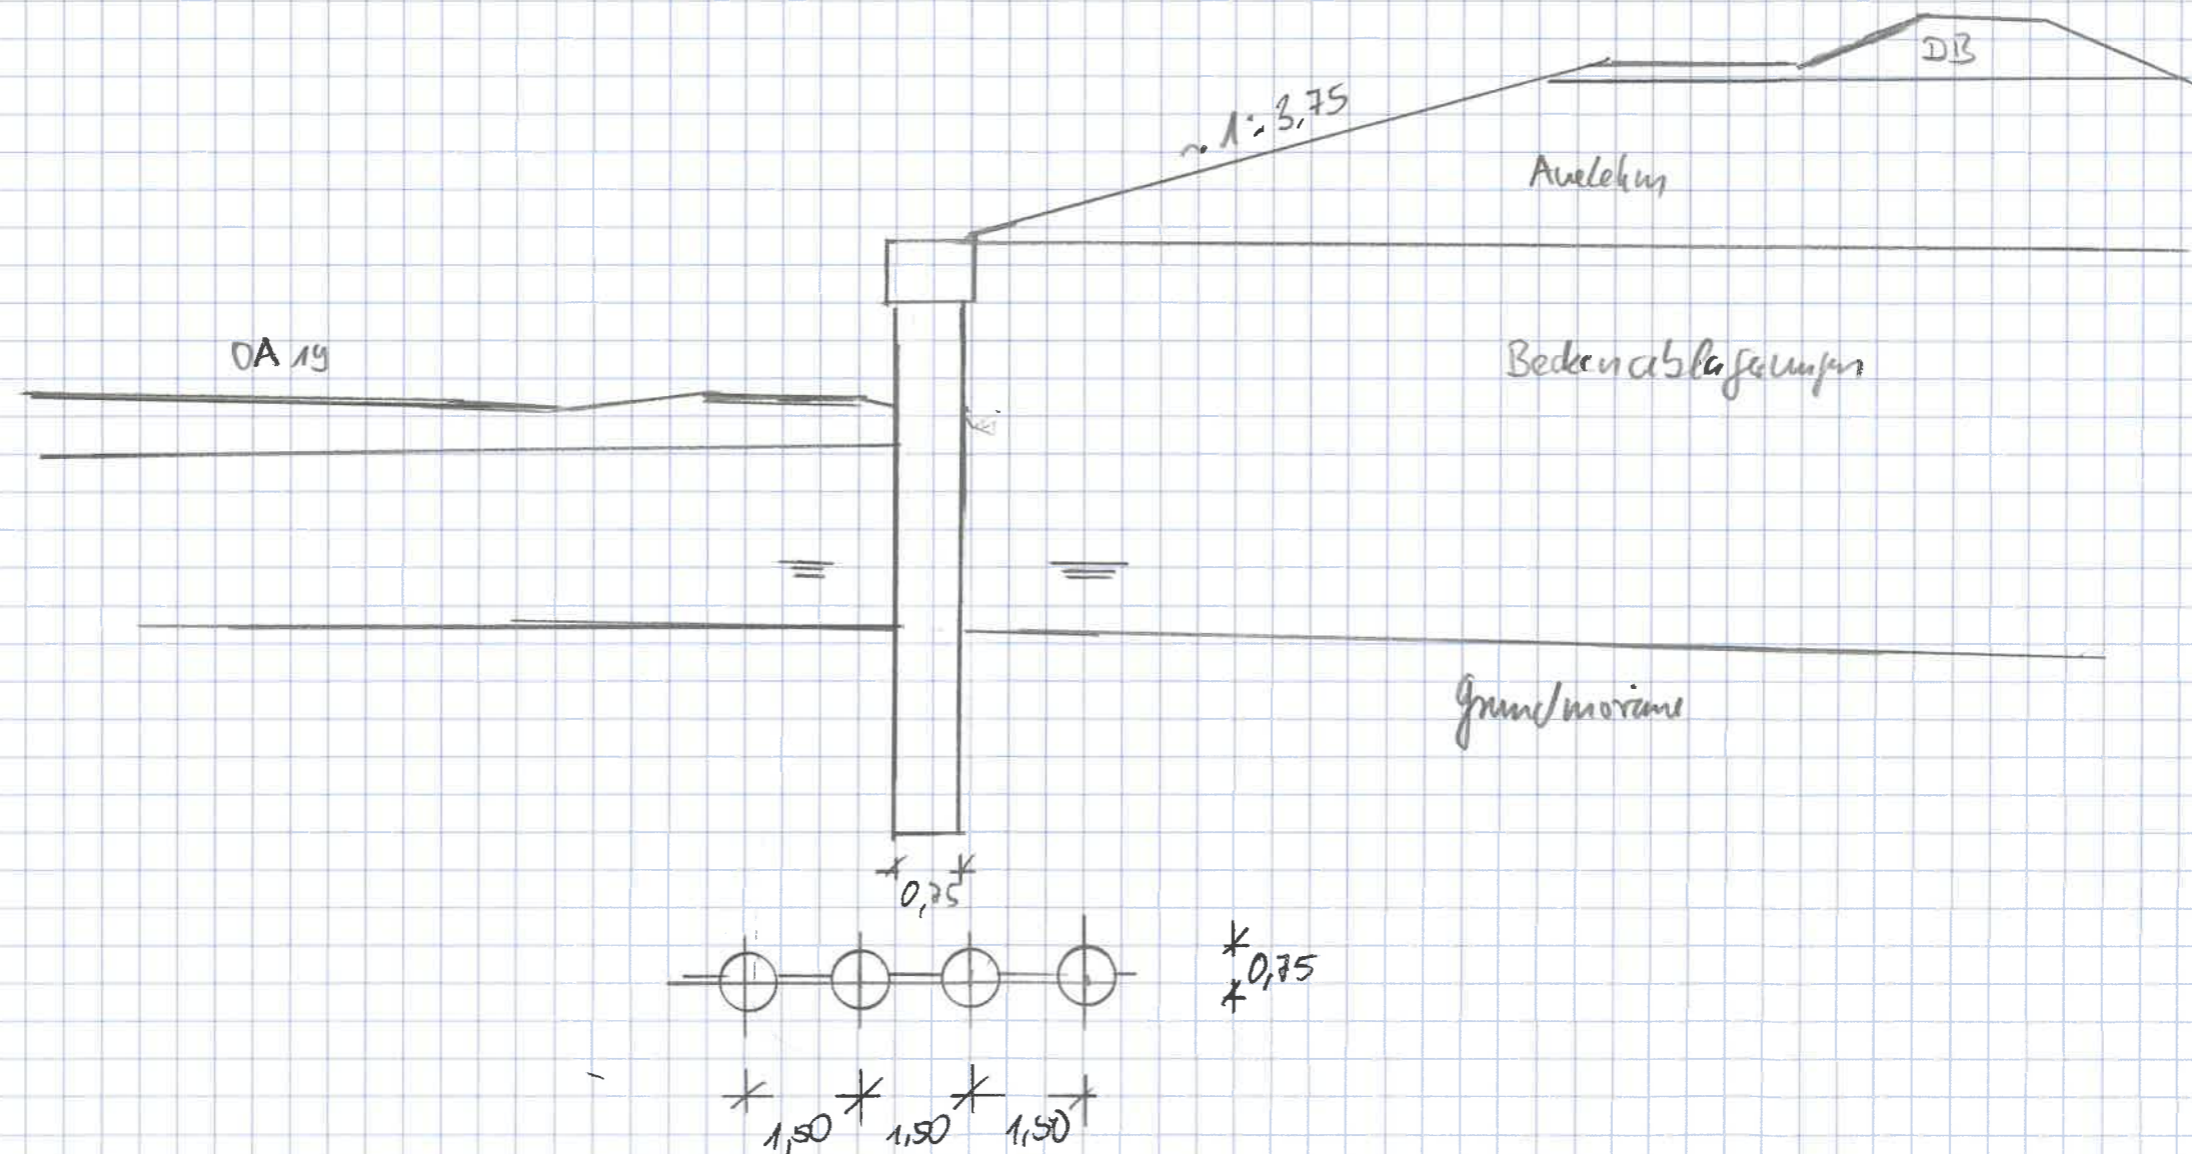 DB
~ 1:3,75
Auelehm
OA 19
Beckenablagerungen
Grundmoräne
0,75
0,75
1,50 1,50 1,50